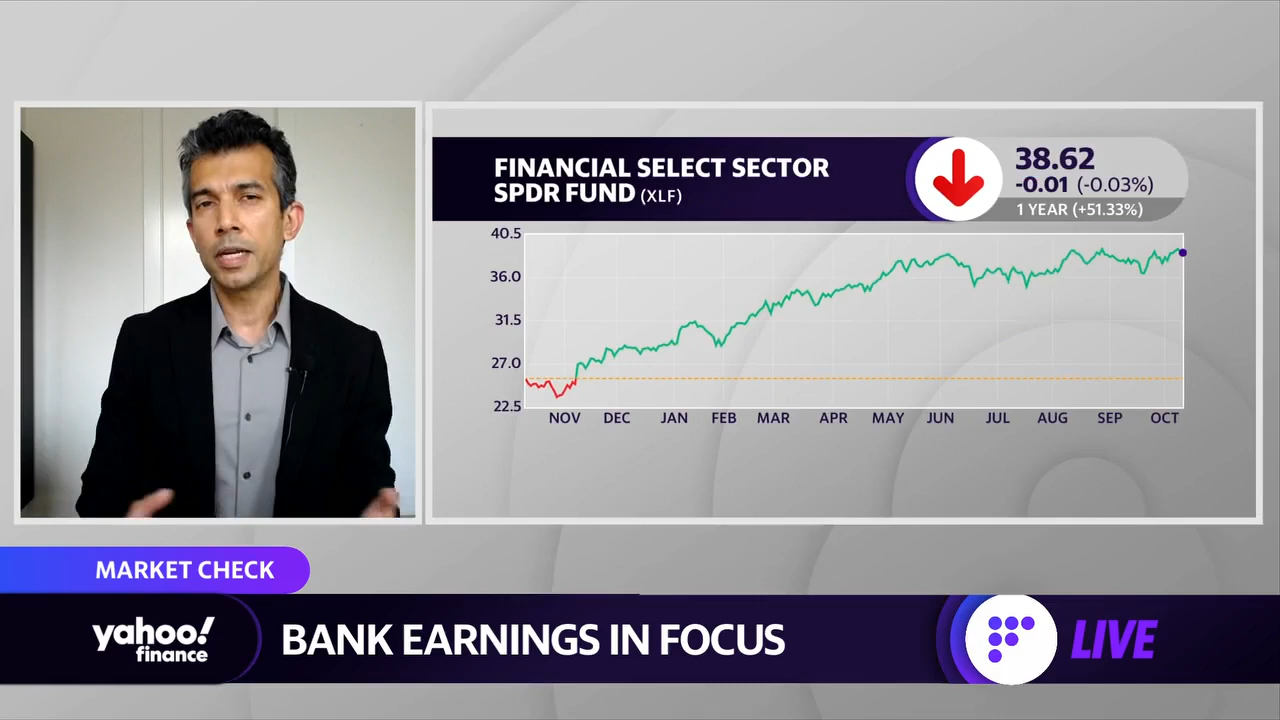 FINANCIAL SELECT SECTOR
SPDR FUND (XLF)
38.62
-0.01 (-0.03%)
1 YEAR (+51.33%)
40.5
36.0
31.5
27.0
22.5
NOV DEC JAN FEB MAR APR MAY JUN JUL AUG SEP OCT
MARKET CHECK
yahoo!
finance
BANK EARNINGS IN FOCUS
LIVE